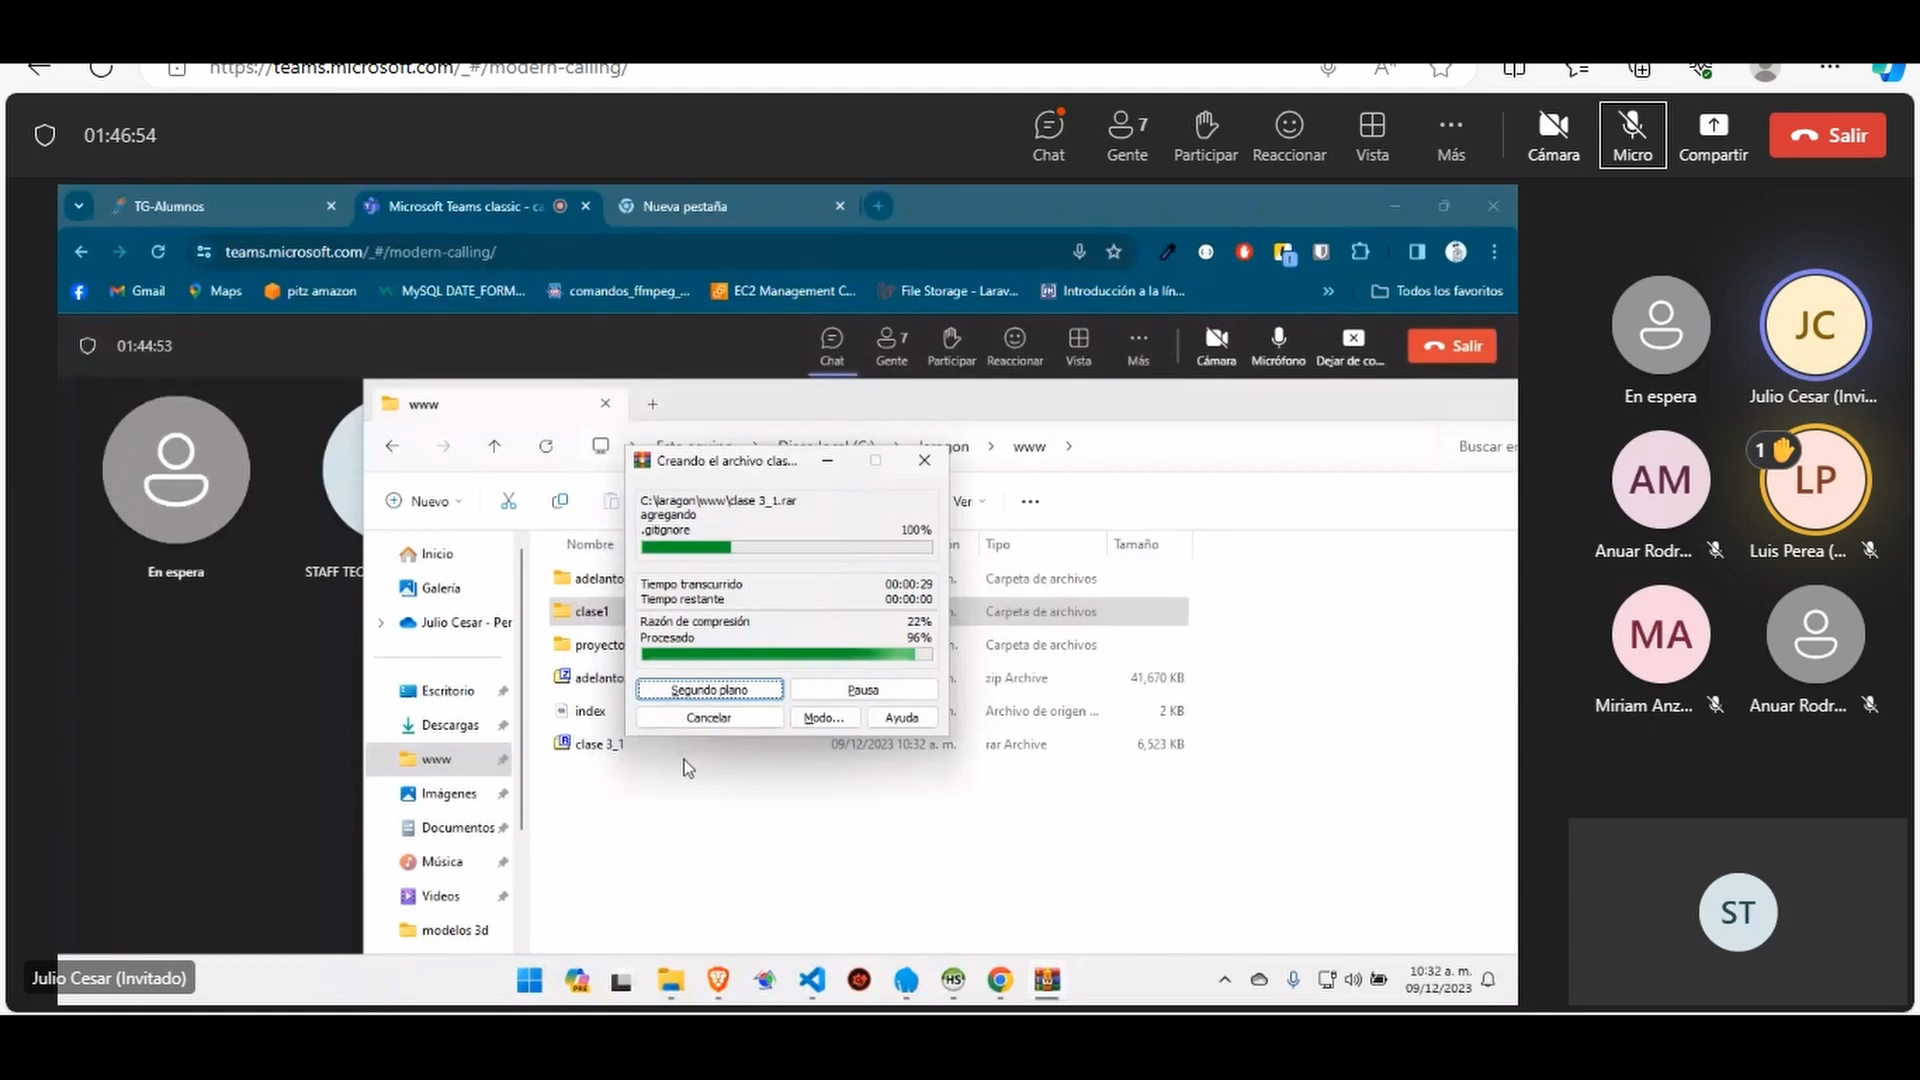 https://teams.microsoft.com/_#/modern-calling/
01:46:54
Chat
Gente 7
Participar
Reaccionar
Vista
Más
Cámara
Micro
Compartir
Salir
TG-Alumnos
Microsoft Teams classic - ca
Nueva pestaña
teams.microsoft.com/_#/modern-calling/
Gmail
Maps
pitz amazon
MySQL DATE_FORM...
comandos_ffmpeg_...
EC2 Management C...
File Storage - Larav...
Introducción a la lín...
»
Todos los favoritos
01:44:53
Chat
Gente 7
Participar
Reaccionar
Vista
Más
Cámara
Micrófono
Dejar de co...
Salir
En espera
STAFF TEC
www
www
Buscar en
Nuevo
Ver
Inicio
Galería
Julio Cesar - Per
Escritorio
Descargas
www
Imágenes
Documentos
Música
Videos
modelos 3d
Nombre
Tipo
Tamaño
adelanto
Carpeta de archivos
clase1
Carpeta de archivos
proyecto
Carpeta de archivos
adelanto
zip Archive
41,670 KB
index
Archivo de origen ...
2 KB
clase 3_1
09/12/2023 10:32 a. m.
rar Archive
6,523 KB
Creando el archivo clas...
C:\laragon\www\clase 3_1.rar
agregando
.gitignore 100%
Tiempo transcurrido 00:00:29
Tiempo restante 00:00:00
Razón de compresión 22%
Procesado 96%
Segundo plano
Pausa
Cancelar
Modo...
Ayuda
10:32 a. m.
09/12/2023
Julio Cesar (Invitado)
En espera
JC
Julio Cesar (Invi...
AM
Anuar Rodr...
1
LP
Luis Perea (...
MA
Miriam Anz...
Anuar Rodr...
ST